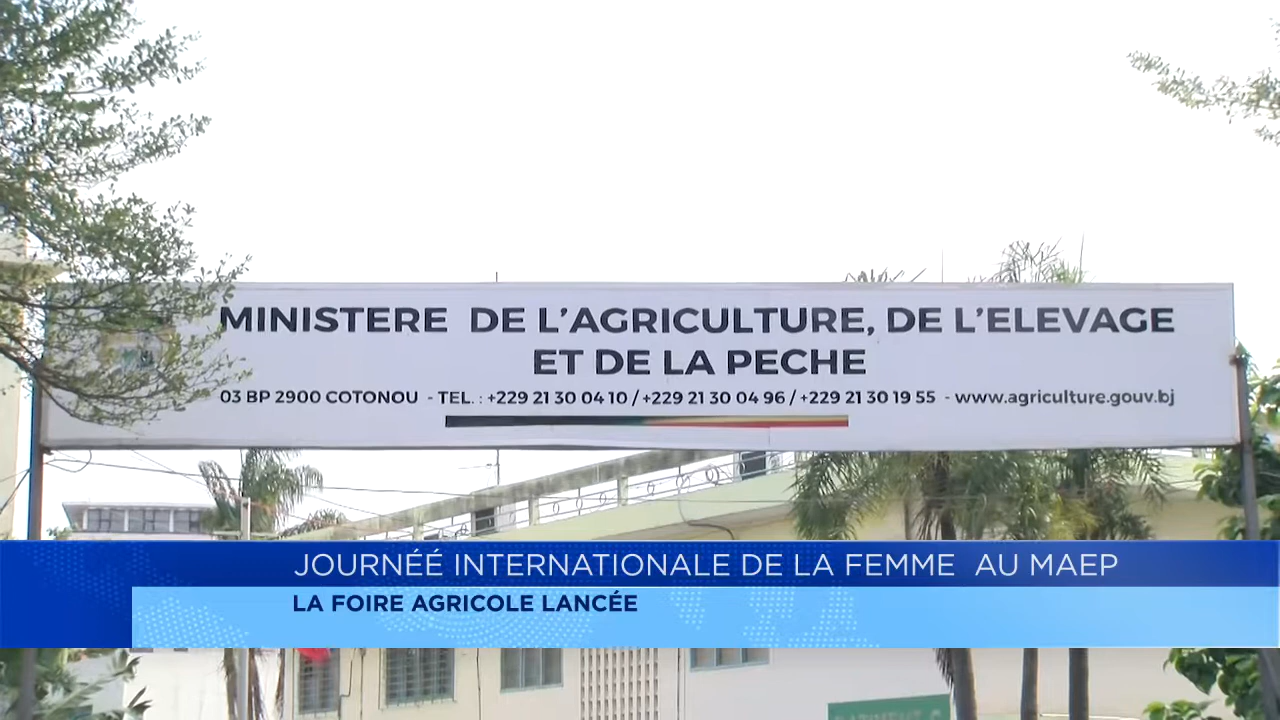 MINISTERE DE L'AGRICULTURE, DE L'ELEVAGE
ET DE LA PECHE
03 BP 2900 COTONOU - TEL. : +229 21 30 04 10 / +229 21 30 04 96 / +229 21 30 19 55 - www.agriculture.gouv.bj
JOURNÉÉ INTERNATIONALE DE LA FEMME AU MAEP
LA FOIRE AGRICOLE LANCÉE